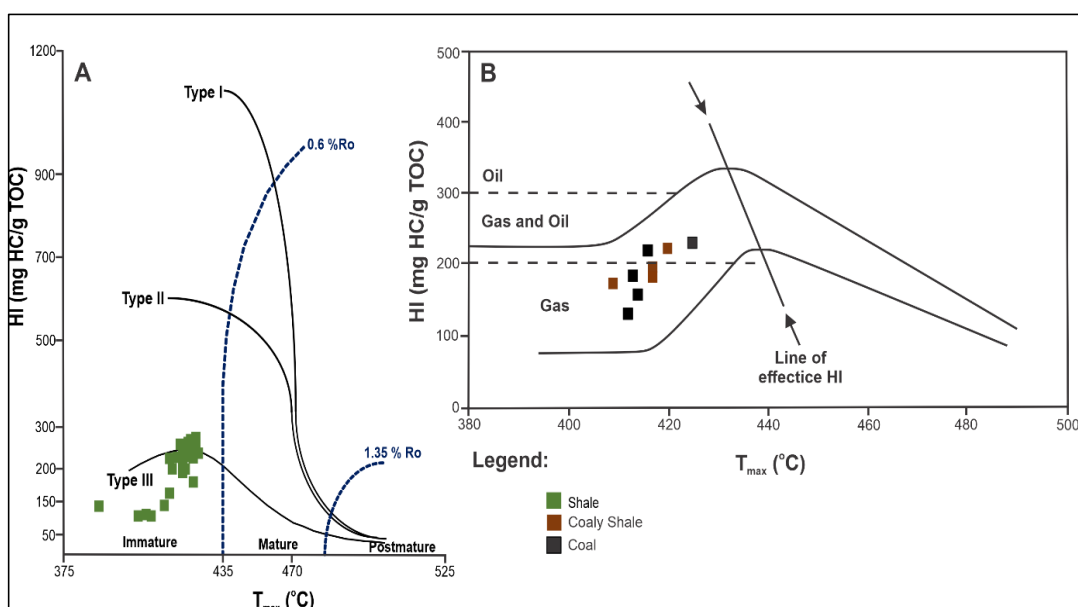 A
1200
900
700
500
300
200
150
50
HI (mg HC/g TOC)
Type I
Type II
Type III
0.6 %Ro
1.35 % Ro
Immature
Mature
Postmature
375
435
470
525
Tmax (°C)
B
500
400
300
200
100
0
HI (mg HC/g TOC)
Oil
Gas and Oil
Gas
Line of
effectice HI
380
400
420
440
460
480
500
Tmax (°C)
Legend:
Shale
Coaly Shale
Coal